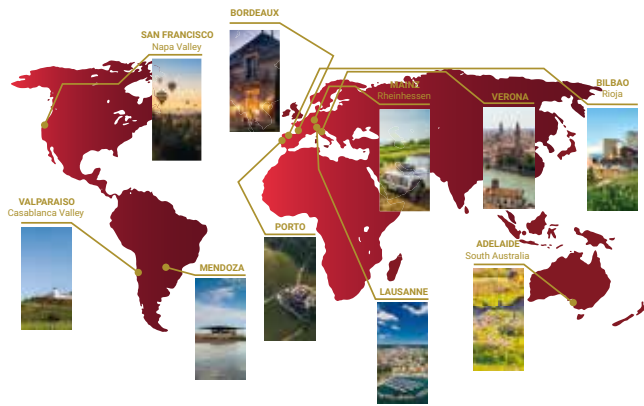 BORDEAUX
SAN FRANCISCO
Napa Valley
MAINZ
Rheinhessen
VERONA
BILBAO
Rioja
VALPARAISO
Casablanca Valley
PORTO
MENDOZA
ADELAIDE
South Australia
LAUSANNE